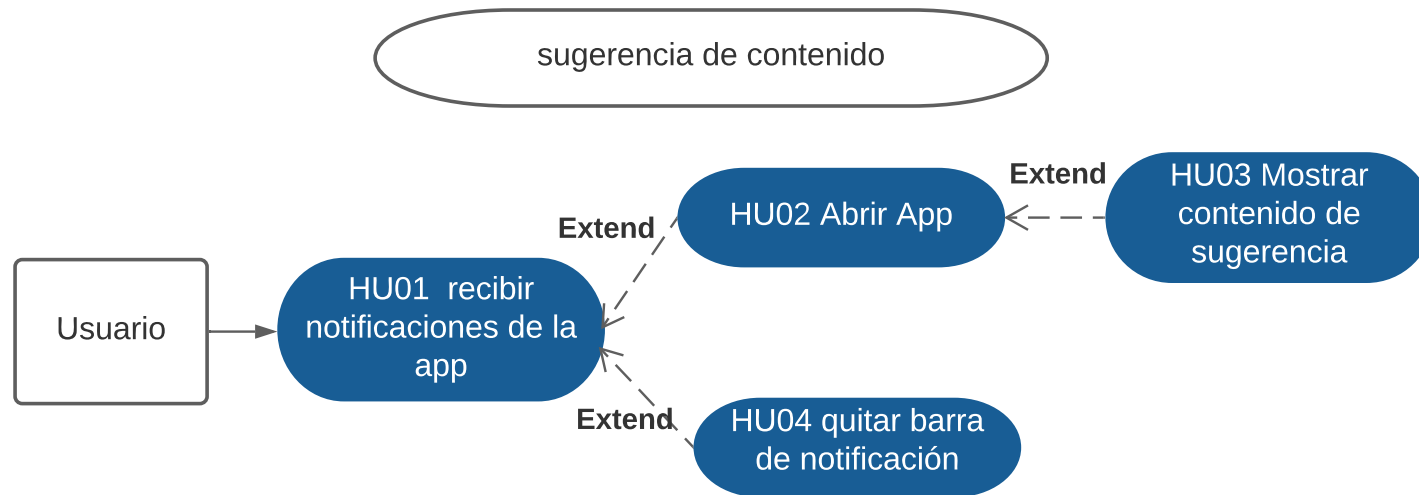 sugerencia de contenido
Usuario
HU01  recibir
notificaciones de la
app
Extend
HU02 Abrir App
Extend
HU03 Mostrar
contenido de
sugerencia
Extend
HU04 quitar barra
de notificación